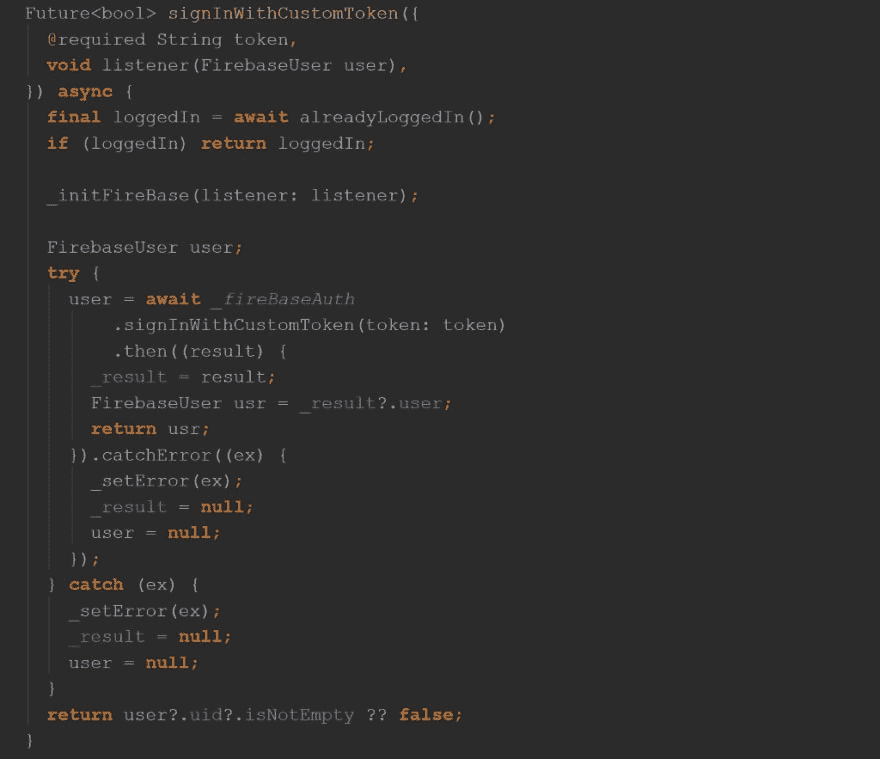 Future<bool> signInWithCustomToken({
  @required String token,
  void listener(FirebaseUser user),
}) async {
  final loggedIn = await alreadyLoggedIn();
  if (loggedIn) return loggedIn;

  _initFireBase(listener: listener);

  FirebaseUser user;
  try {
    user = await _fireBaseAuth
        .signInWithCustomToken(token: token)
        .then((result) {
      _result = result;
      FirebaseUser usr = _result?.user;
      return usr;
    }).catchError((ex) {
      _setError(ex);
      _result = null;
      user = null;
    });
  } catch (ex) {
    _setError(ex);
    _result = null;
    user = null;
  }
  return user?.uid?.isNotEmpty ?? false;
}